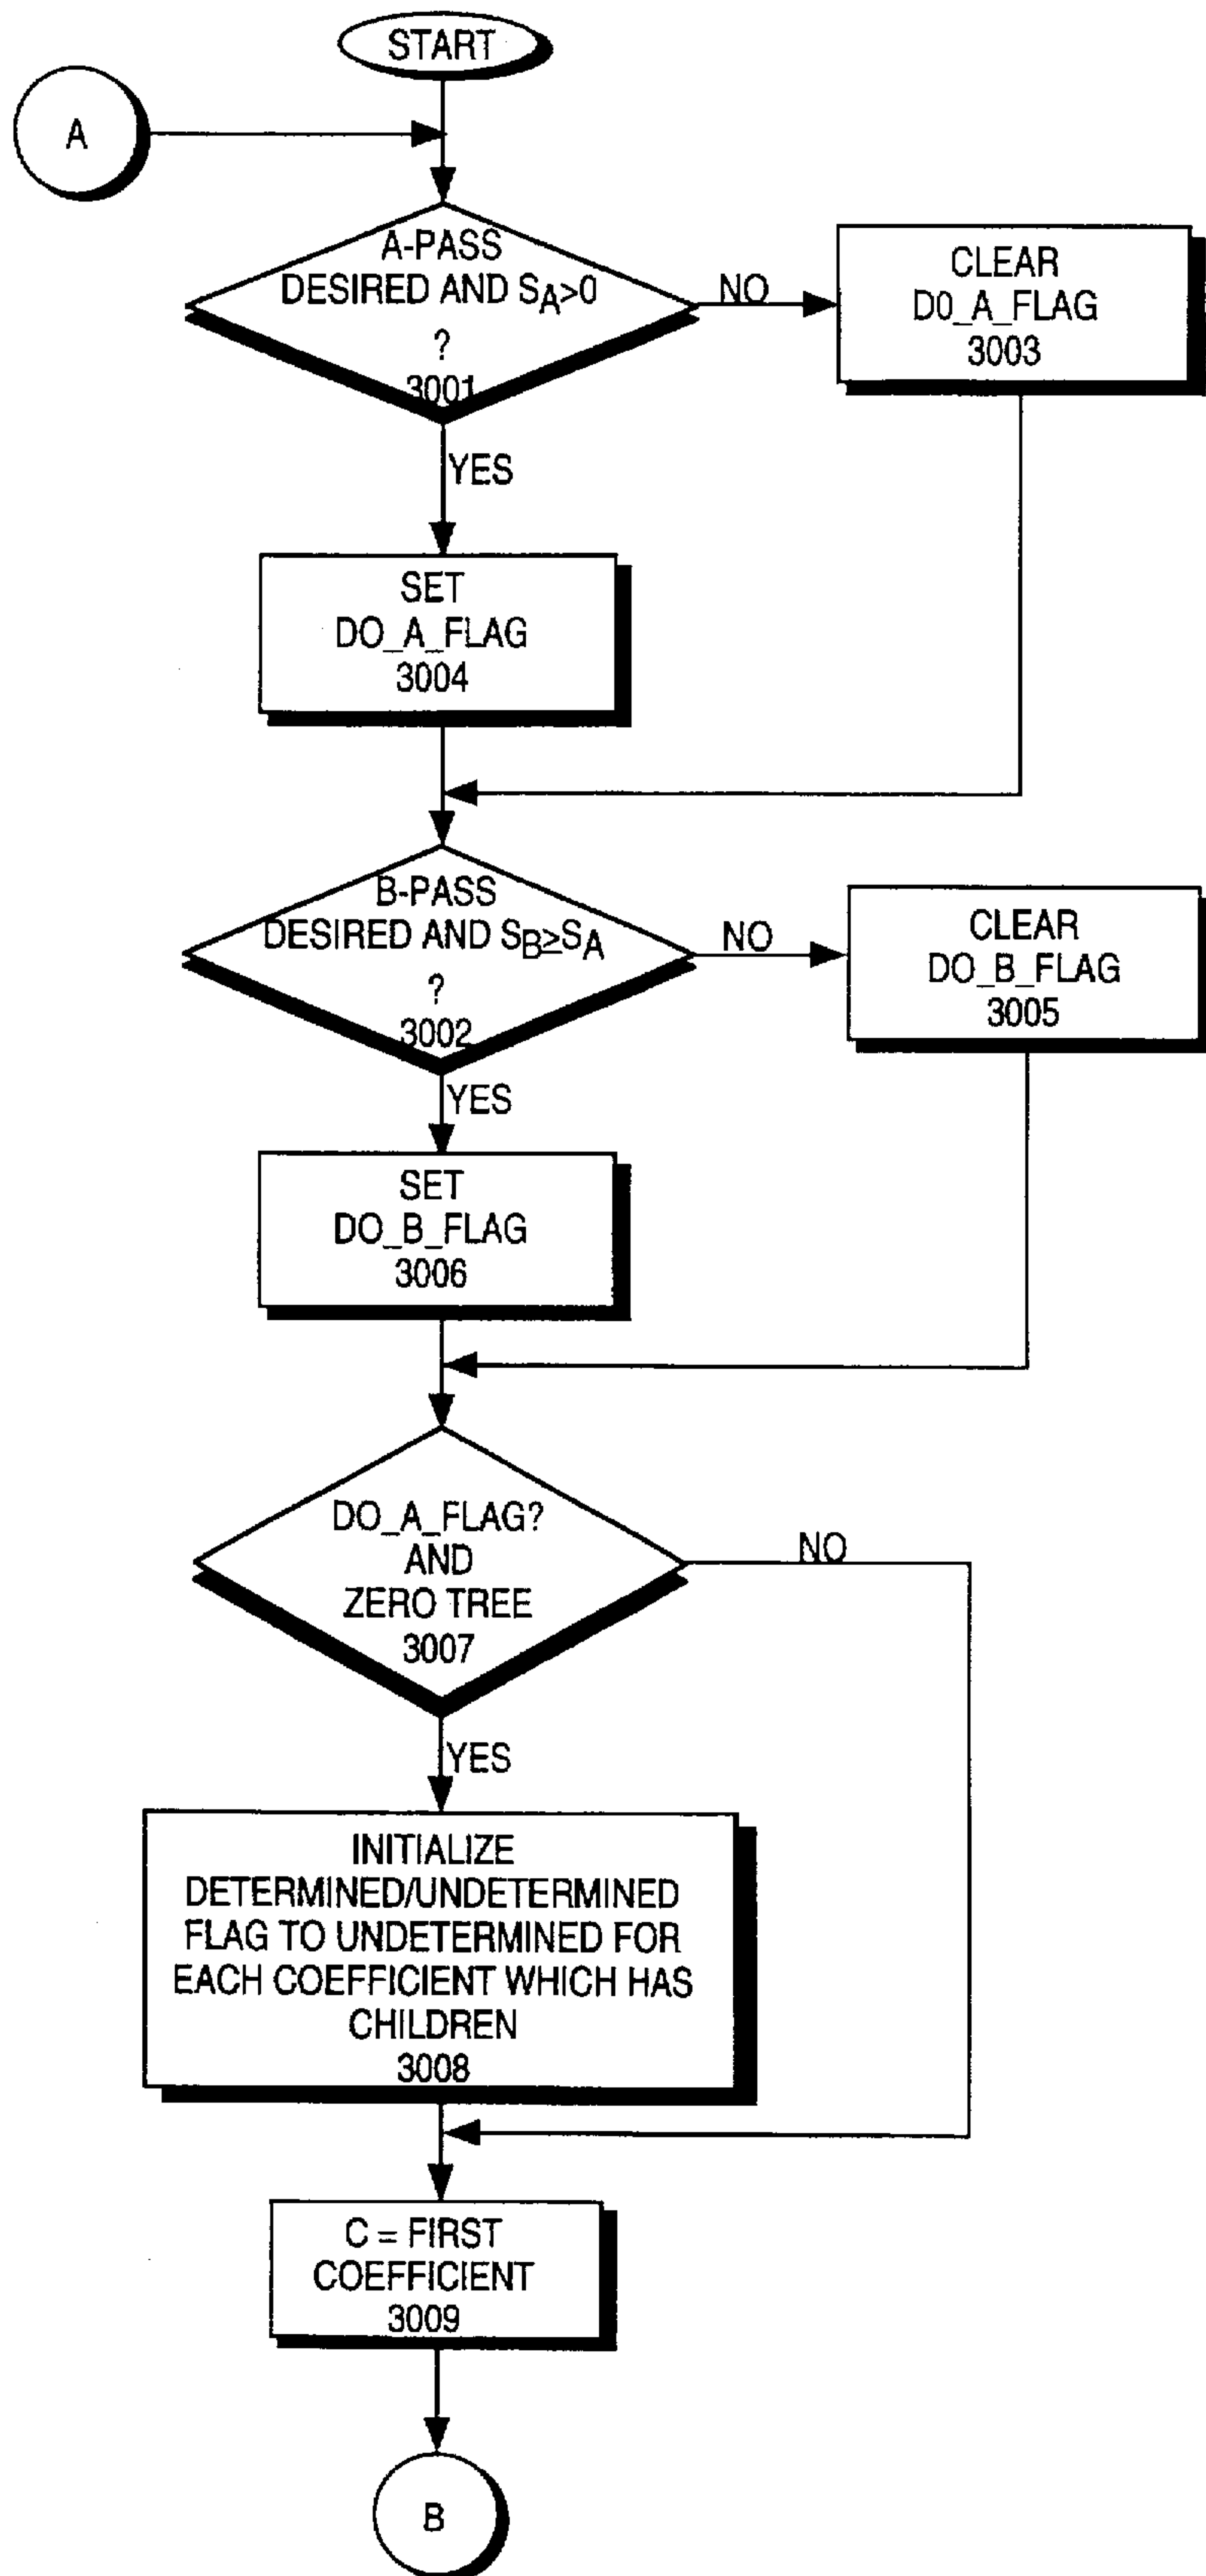 START
A
A-PASS
DESIRED AND SA>0
?
3001
NO
CLEAR
D0_A_FLAG
3003
YES
SET
DO_A_FLAG
3004
B-PASS
DESIRED AND SB≥SA
?
3002
NO
CLEAR
DO_B_FLAG
3005
YES
SET
DO_B_FLAG
3006
DO_A_FLAG?
AND
ZERO TREE
3007
NO
YES
INITIALIZE
DETERMINED/UNDETERMINED
FLAG TO UNDETERMINED FOR
EACH COEFFICIENT WHICH HAS
CHILDREN
3008
C = FIRST
COEFFICIENT
3009
B